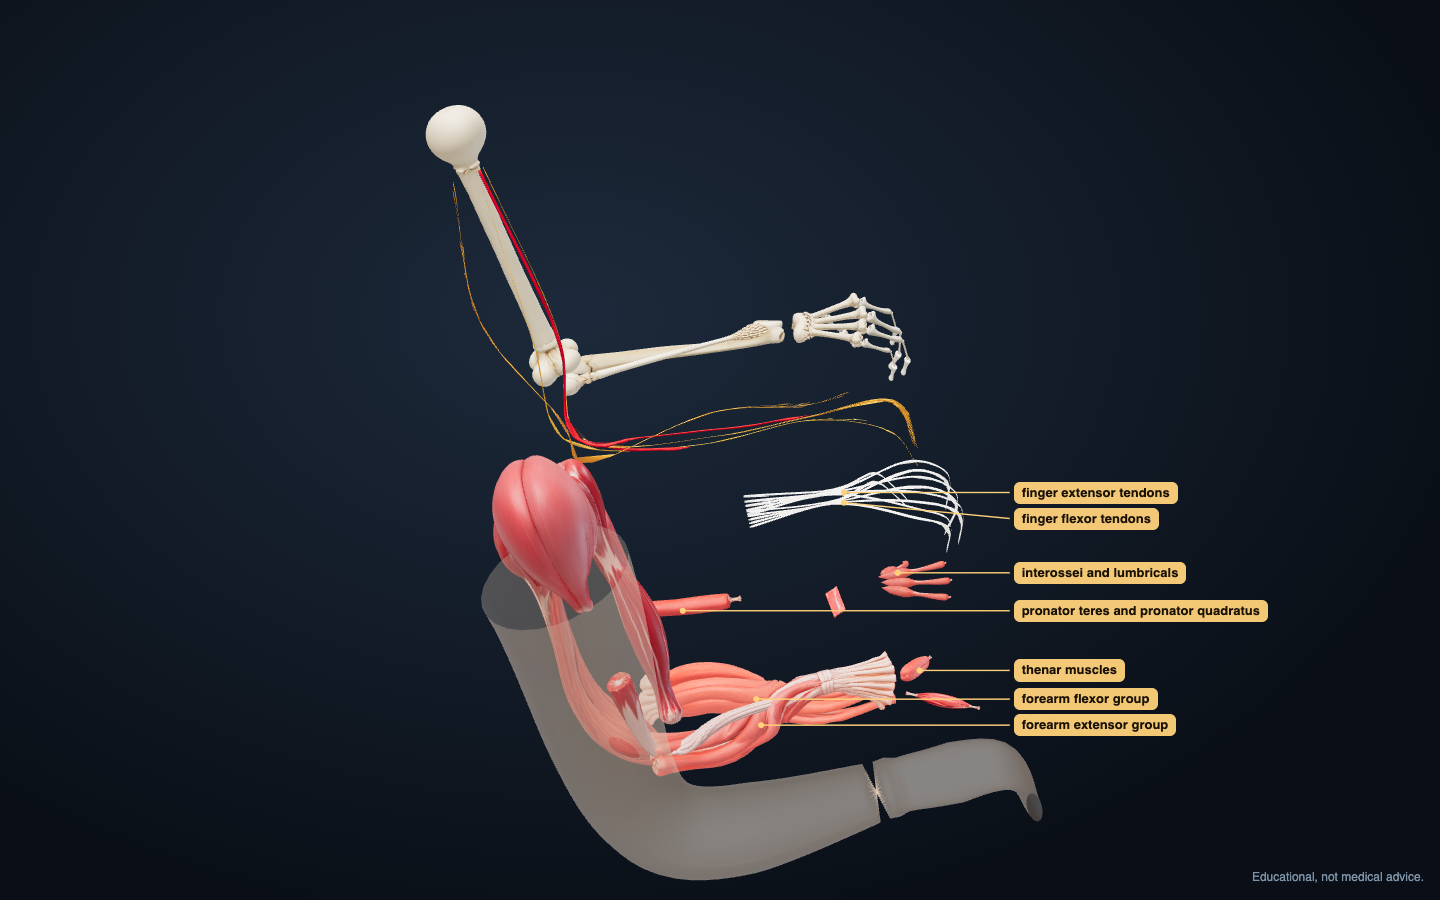 finger extensor tendons
finger flexor tendons
interossei and lumbricals
pronator teres and pronator quadratus
thenar muscles
forearm flexor group
forearm extensor group
Educational, not medical advice.